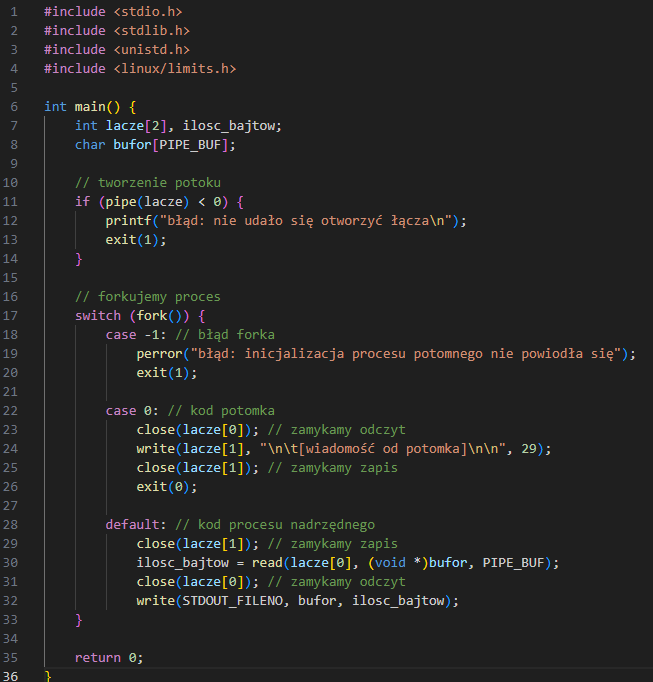 1 #include <stdio.h>
2 #include <stdlib.h>
3 #include <unistd.h>
4 #include <linux/limits.h>
5
6 int main() {
7     int lacze[2], ilosc_bajtow;
8     char bufor[PIPE_BUF];
9
10     // tworzenie potoku
11     if (pipe(lacze) < 0) {
12         printf("błąd: nie udało się otworzyć łącza\n");
13         exit(1);
14     }
15
16     // forkujemy proces
17     switch (fork()) {
18         case -1: // błąd forka
19             perror("błąd: inicjalizacja procesu potomnego nie powiodła się");
20             exit(1);
21
22         case 0: // kod potomka
23             close(lacze[0]); // zamykamy odczyt
24             write(lacze[1], "\n\t[wiadomość od potomka]\n\n", 29);
25             close(lacze[1]); // zamykamy zapis
26             exit(0);
27
28         default: // kod procesu nadrzędnego
29             close(lacze[1]); // zamykamy zapis
30             ilosc_bajtow = read(lacze[0], (void *)bufor, PIPE_BUF);
31             close(lacze[0]); // zamykamy odczyt
32             write(STDOUT_FILENO, bufor, ilosc_bajtow);
33     }
34
35     return 0;
36 }